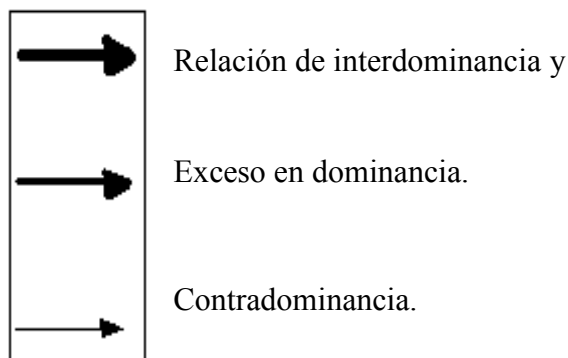 Relación de interdominancia y
Exceso en dominancia.
Contradominancia.